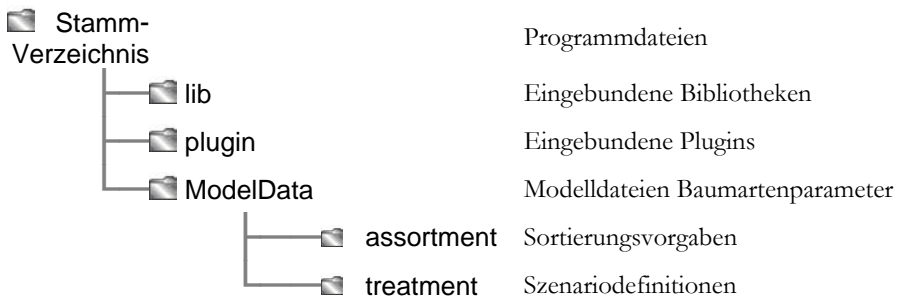 Stamm-
Verzeichnis Programmdateien
lib Eingebundene Bibliotheken
plugin Eingebundene Plugins
ModelData Modelldateien Baumartenparameter
assortment Sortierungsvorgaben
treatment Szenariodefinitionen